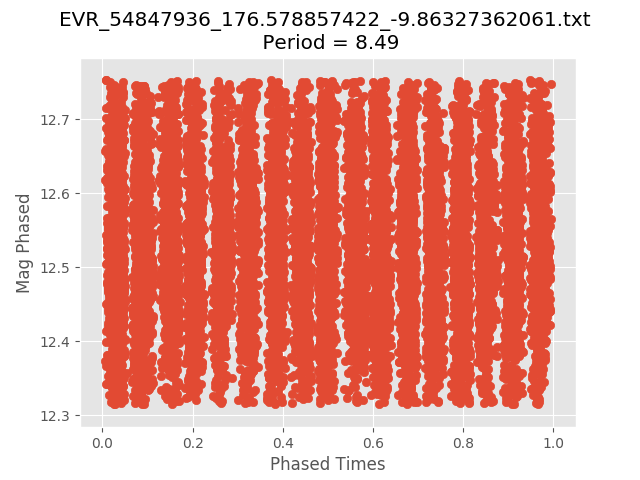 EVR_54847936_176.578857422_-9.86327362061.txt
Period = 8.49
Mag Phased
12.7
12.6
12.5
12.4
12.3
0.0 0.2 0.4 0.6 0.8 1.0
Phased Times